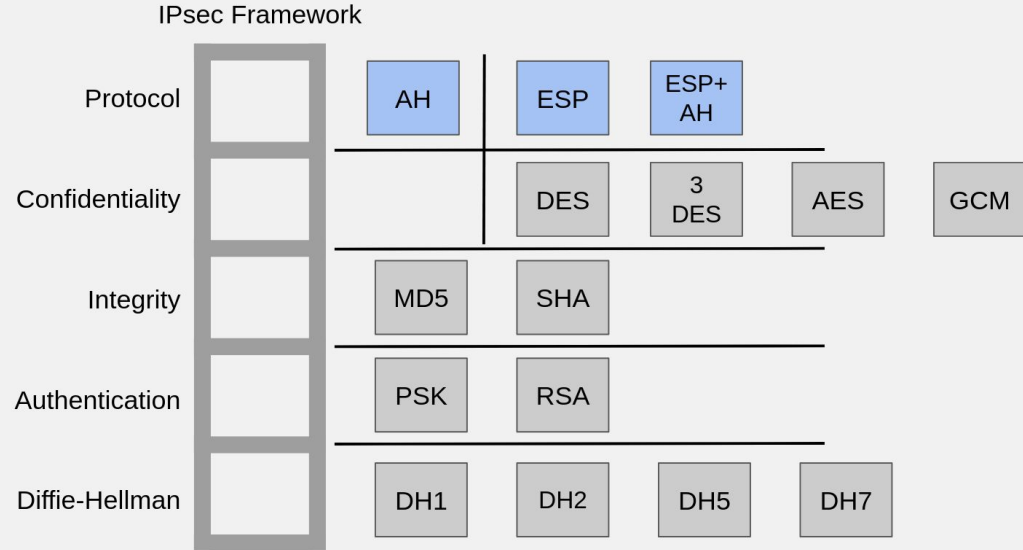 IPsec Framework
Protocol
AH
ESP
ESP+
AH
Confidentiality
DES
3
DES
AES
GCM
Integrity
MD5
SHA
Authentication
PSK
RSA
Diffie-Hellman
DH1
DH2
DH5
DH7